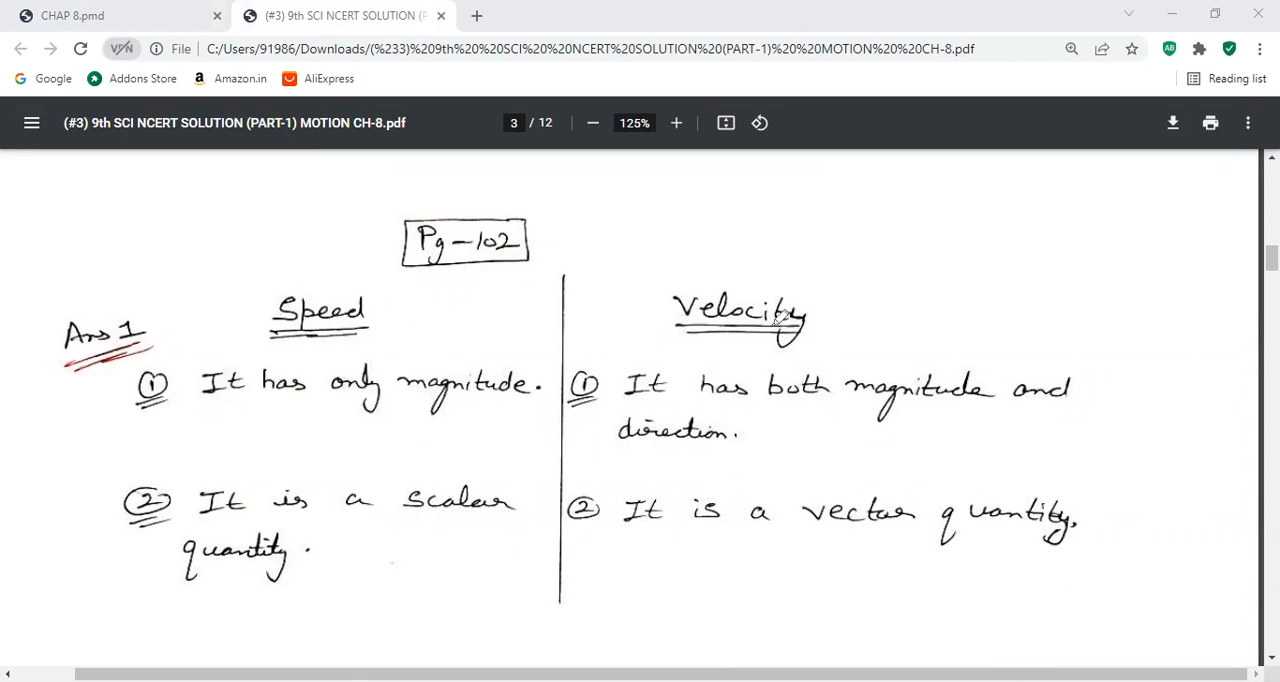 CHAP 8.pmd
(#3) 9th SCI NCERT SOLUTION (P
VPN
File
C:/Users/91986/Downloads/(%233)%209th%20%20SCI%20%20NCERT%20SOLUTION%20(PART-1)%20%20MOTION%20%20CH-8.pdf
Google
Addons Store
Amazon.in
AliExpress
Reading list
(#3) 9th SCI NCERT SOLUTION (PART-1) MOTION CH-8.pdf
3 / 12
125%
Pg-102
Ans 1
Speed
① It has only magnitude.
② It is a scalar
quantity.
Velocity
① It has both magnitude and
direction.
② It is a vector quantity.